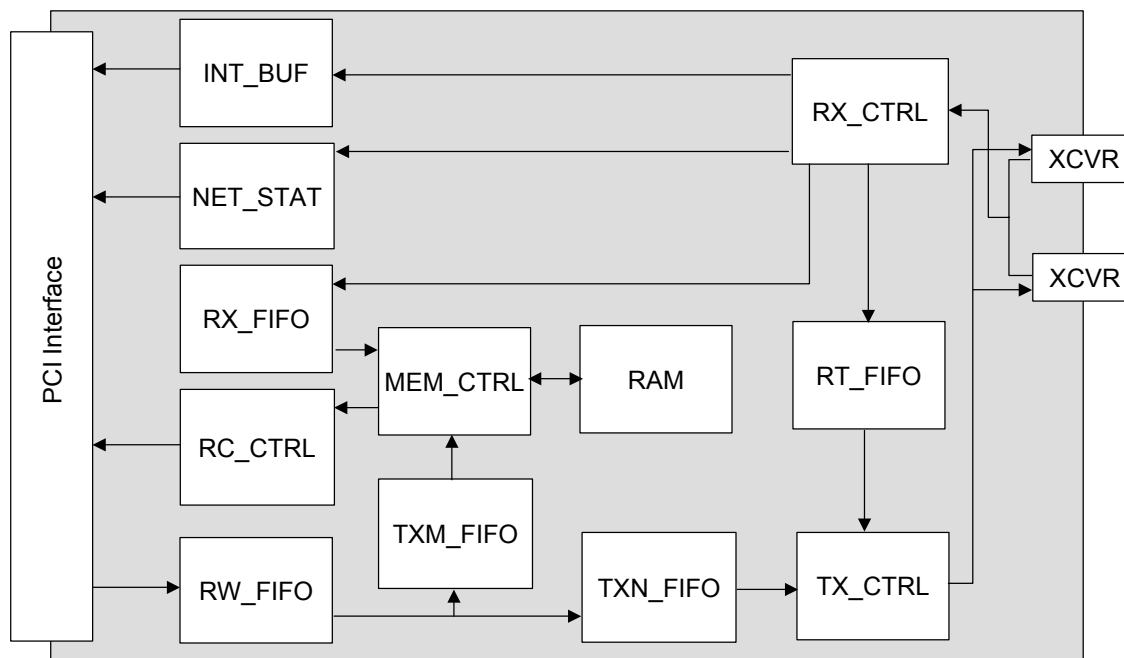 INT_BUF
RX_CTRL
XCVR
NET_STAT
XCVR
PCI Interface
RX_FIFO
MEM_CTRL
RAM
RT_FIFO
RC_CTRL
TXM_FIFO
RW_FIFO
TXN_FIFO
TX_CTRL